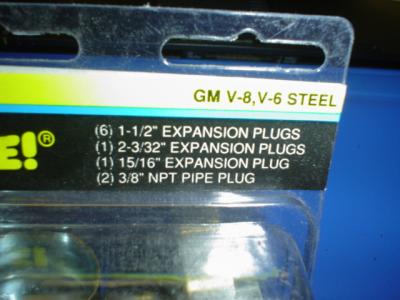 GM V-8,V-6 STEEL
E!®
(6) 1-1/2" EXPANSION PLUGS
(1) 2-3/32" EXPANSION PLUGS
(1) 15/16" EXPANSION PLUG
(2) 3/8" NPT PIPE PLUG